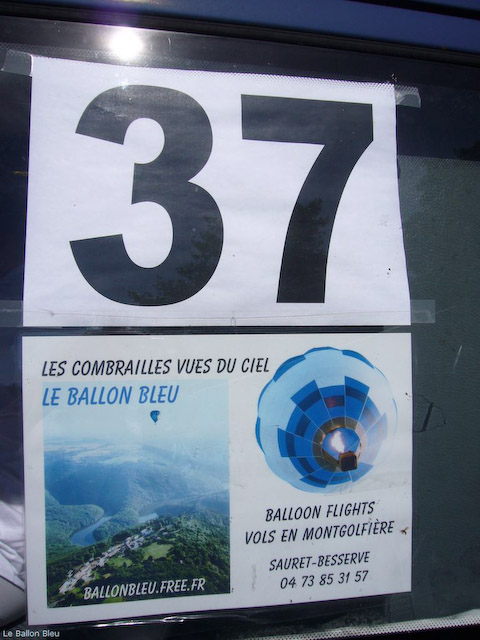 37
LES COMBRAILLES VUES DU CIEL
LE BALLON BLEU
BALLONBLEU.FREE.FR
BALLOON FLIGHTS
VOLS EN MONTGOLFIÈRE
SAURET-BESSERVE
04 73 85 31 57
Le Ballon Bleu